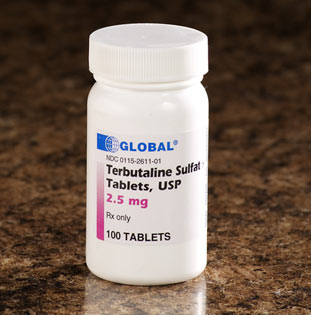 GLOBAL®
NDC 0115-2611-01
Terbutaline Sulfat
Tablets, USP
2.5 mg
Rx only
100 TABLETS